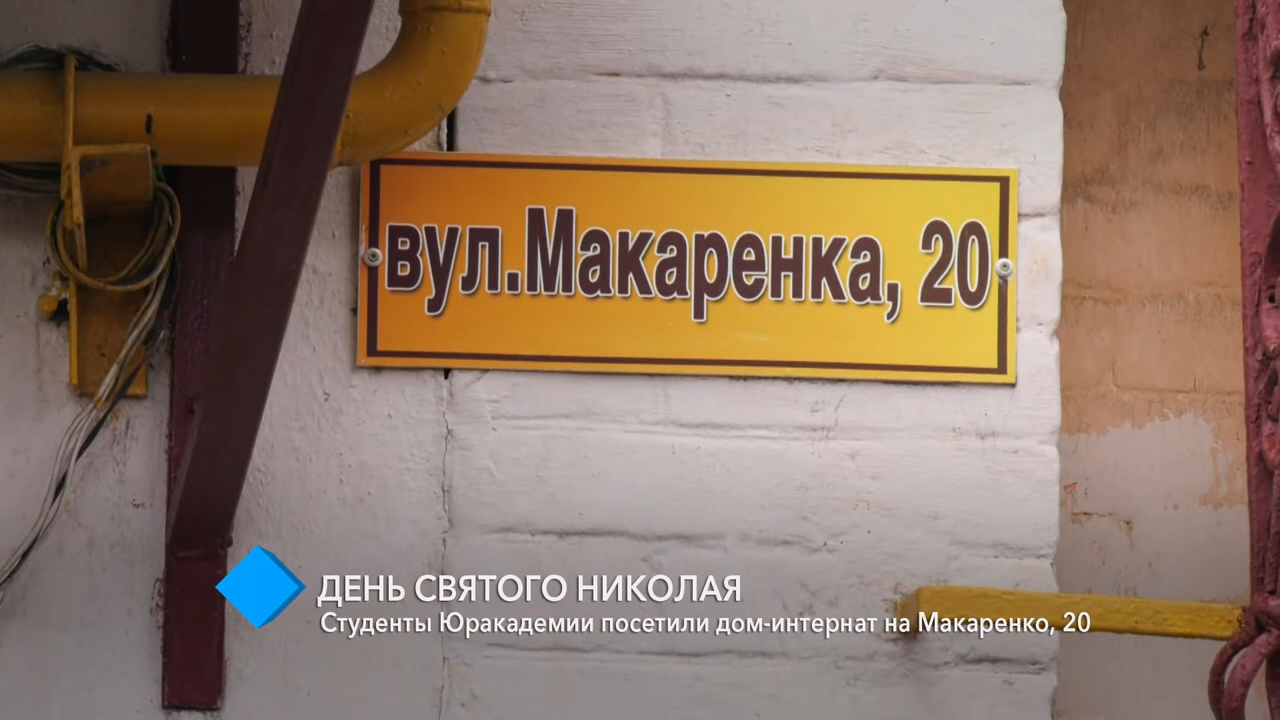 вул.Макаренка, 20
ДЕНЬ СВЯТОГО НИКОЛАЯ
Студенты Юракадемии посетили дом-интернат на Макаренко, 20